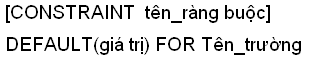 [CONSTRAINT tên_ràng buộc]
DEFAULT(giá trị) FOR Tên_trường